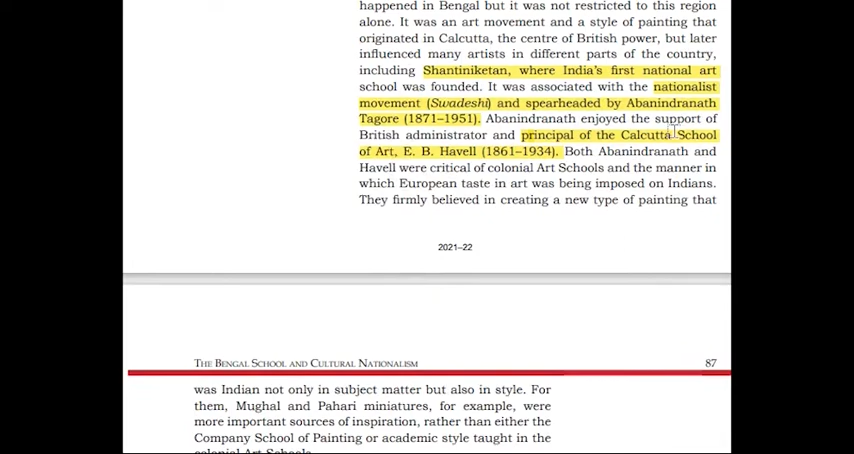 happened in Bengal but it was not restricted to this region
alone. It was an art movement and a style of painting that
originated in Calcutta, the centre of British power, but later
influenced many artists in different parts of the country,
including Shantiniketan, where India's first national art
school was founded. It was associated with the nationalist
movement (Swadeshi) and spearheaded by Abanindranath
Tagore (1871–1951). Abanindranath enjoyed the support of
British administrator and principal of the Calcutta School
of Art, E. B. Havell (1861–1934). Both Abanindranath and
Havell were critical of colonial Art Schools and the manner in
which European taste in art was being imposed on Indians.
They firmly believed in creating a new type of painting that
2021–22
The Bengal School and Cultural Nationalism 87
was Indian not only in subject matter but also in style. For
them, Mughal and Pahari miniatures, for example, were
more important sources of inspiration, rather than either the
Company School of Painting or academic style taught in the
colonial Art Schools.